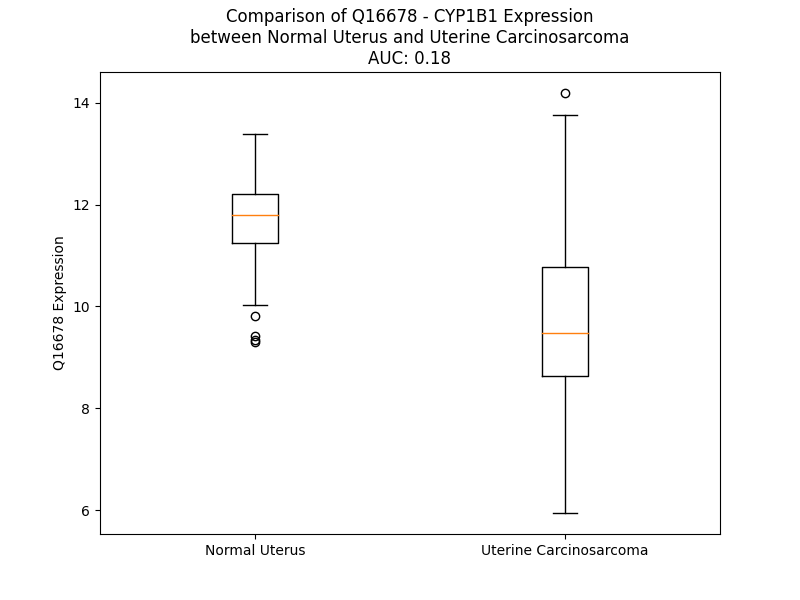 Comparison of Q16678 - CYP1B1 Expression
between Normal Uterus and Uterine Carcinosarcoma
AUC: 0.18
14
12
10
8
6
Q16678 Expression
Normal Uterus
Uterine Carcinosarcoma